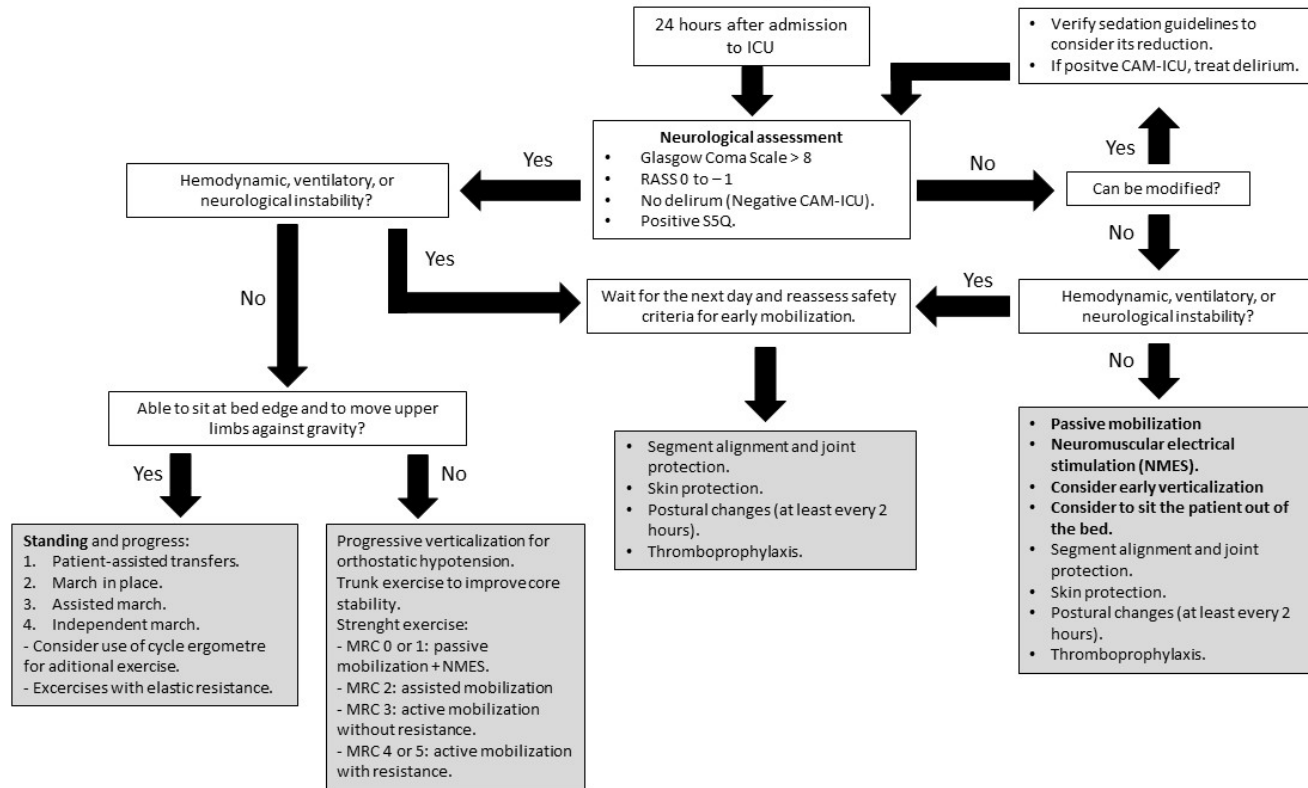 24 hours after admission
to ICU
• Verify sedation guidelines to
consider its reduction.
• If positve CAM-ICU, treat delirium.
Neurological assessment
• Glasgow Coma Scale > 8
• RASS 0 to – 1
• No delirum (Negative CAM-ICU).
• Positive S5Q.
Yes
No
Yes
Hemodynamic, ventilatory, or
neurological instability?
Can be modified?
No
Yes
No
Wait for the next day and reassess safety
criteria for early mobilization.
Yes
Hemodynamic, ventilatory, or
neurological instability?
No
Able to sit at bed edge and to move upper
limbs against gravity?
Yes
No
• Segment alignment and joint
protection.
• Skin protection.
• Postural changes (at least every 2
hours).
• Thromboprophylaxis.
• Passive mobilization
• Neuromuscular electrical
stimulation (NMES).
• Consider early verticalization
• Consider to sit the patient out of
the bed.
• Segment alignment and joint
protection.
• Skin protection.
• Postural changes (at least every 2
hours).
• Thromboprophylaxis.
Standing and progress:
1. Patient-assisted transfers.
2. March in place.
3. Assisted march.
4. Independent march.
- Consider use of cycle ergometre
for aditional exercise.
- Excercises with elastic resistance.
Progressive verticalization for
orthostatic hypotension.
Trunk exercise to improve core
stability.
Strenght exercise:
- MRC 0 or 1: passive
mobilization + NMES.
- MRC 2: assisted mobilization
- MRC 3: active mobilization
without resistance.
- MRC 4 or 5: active mobilization
with resistance.